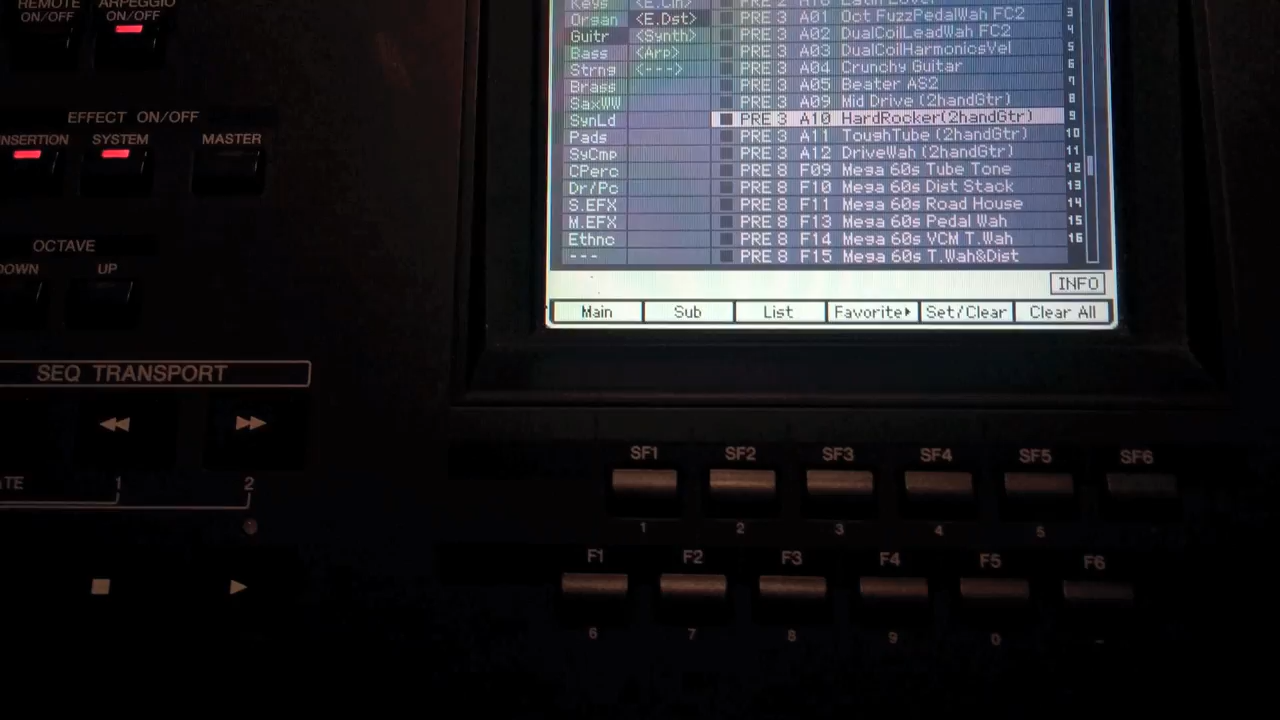 REMOTE
ON/OFF
ARPEGGIO
ON/OFF
EFFECT ON/OFF
INSERTION
SYSTEM
MASTER
OCTAVE
DOWN
UP
SEQ TRANSPORT
1
2
Keys <E.Cln> PRE 2
Organ <E.Dst> PRE 3 A01 Oct FuzzPedalWah FC2 3
Guitr <Synth> PRE 3 A02 DualCoilLeadWah FC2 4
Bass <Arp> PRE 3 A03 DualCoilHarmonicsVel 5
Strng <---> PRE 3 A04 Crunchy Guitar 6
Brass PRE 3 A05 Beater AS2 7
SaxWW PRE 3 A09 Mid Drive (2handGtr) 8
SynLd PRE 3 A10 HardRocker(2handGtr) 9
Pads PRE 3 A11 ToughTube (2handGtr) 10
SyCmp PRE 3 A12 DriveWah (2handGtr) 11
CPerc PRE 8 F09 Mega 60s Tube Tone 12
Dr/Pc PRE 8 F10 Mega 60s Dist Stack 13
S.EFX PRE 8 F11 Mega 60s Road House 14
M.EFX PRE 8 F13 Mega 60s Pedal Wah 15
Ethnc PRE 8 F14 Mega 60s VCM T.Wah 16
--- PRE 8 F15 Mega 60s T.Wah&Dist
INFO
Main Sub List Favorite Set/Clear Clear All
SF1 SF2 SF3 SF4 SF5 SF6
1 2 3 4 5
F1 F2 F3 F4 F5 F6
6 7 8 9 0 -